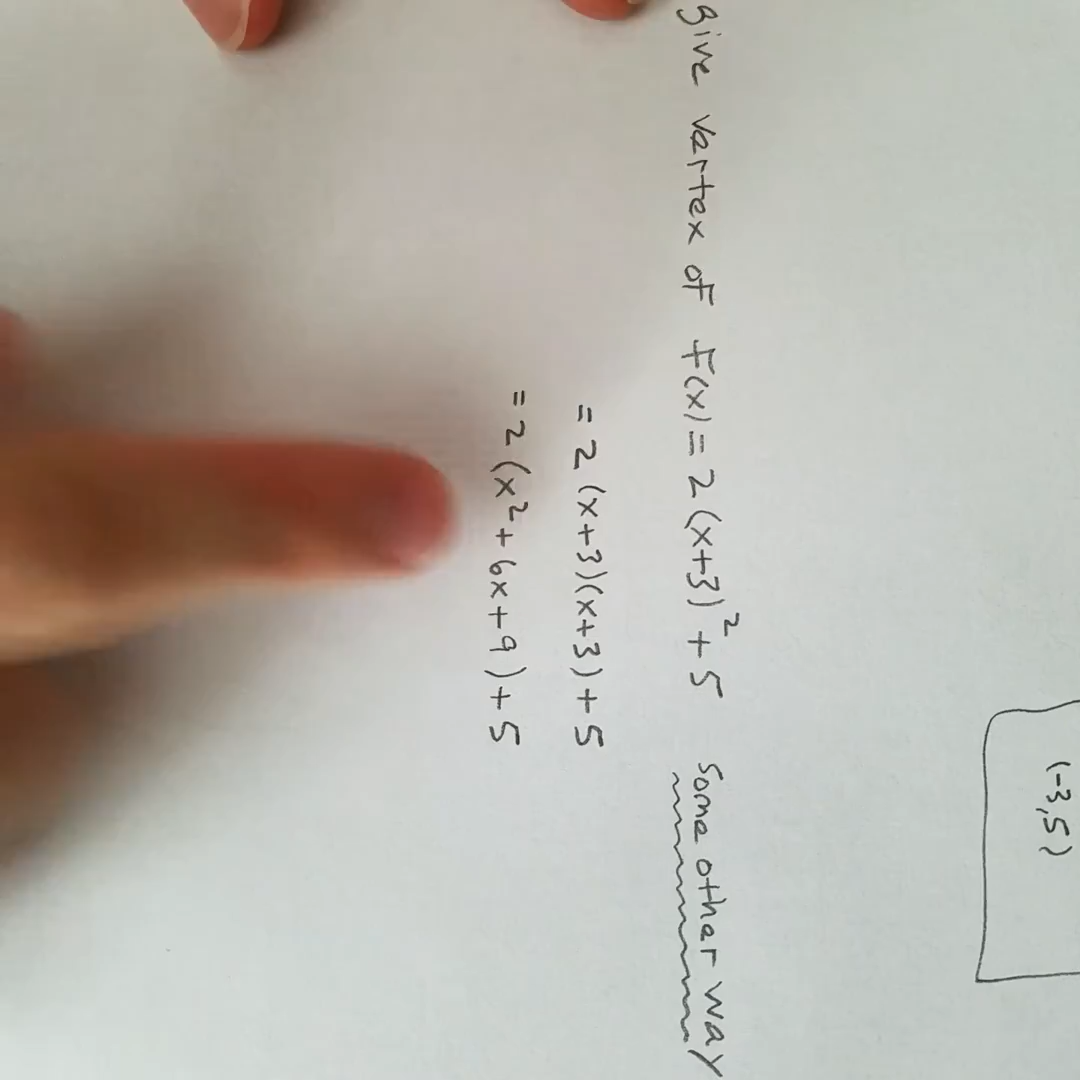 (-3,5)
give vertex of f(x)=2(x+3)²+5 some other way
=2(x+3)(x+3)+5
=2(x²+6x+9)+5